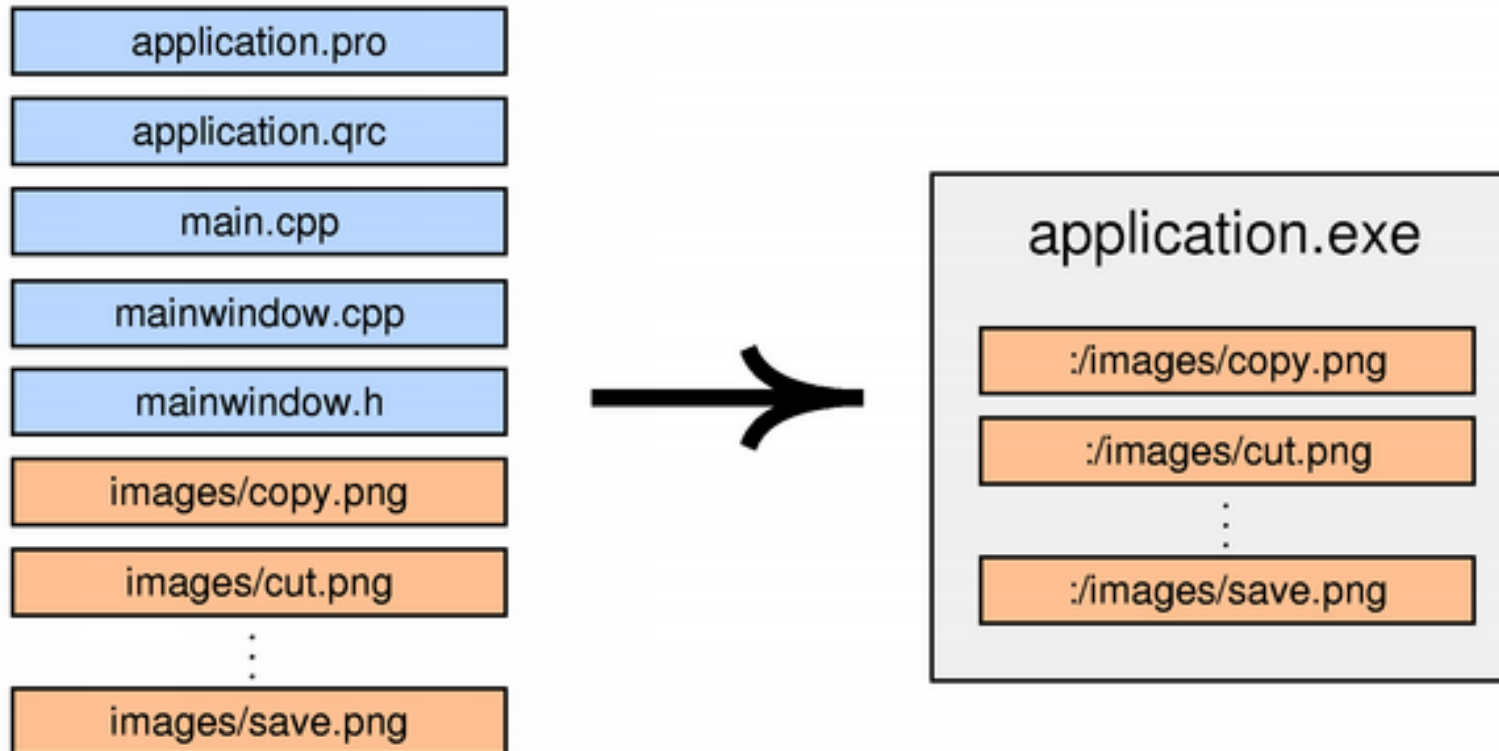 application.pro
application.qrc
main.cpp
mainwindow.cpp
mainwindow.h
images/copy.png
images/cut.png
images/save.png
application.exe
:/images/copy.png
:/images/cut.png
:/images/save.png